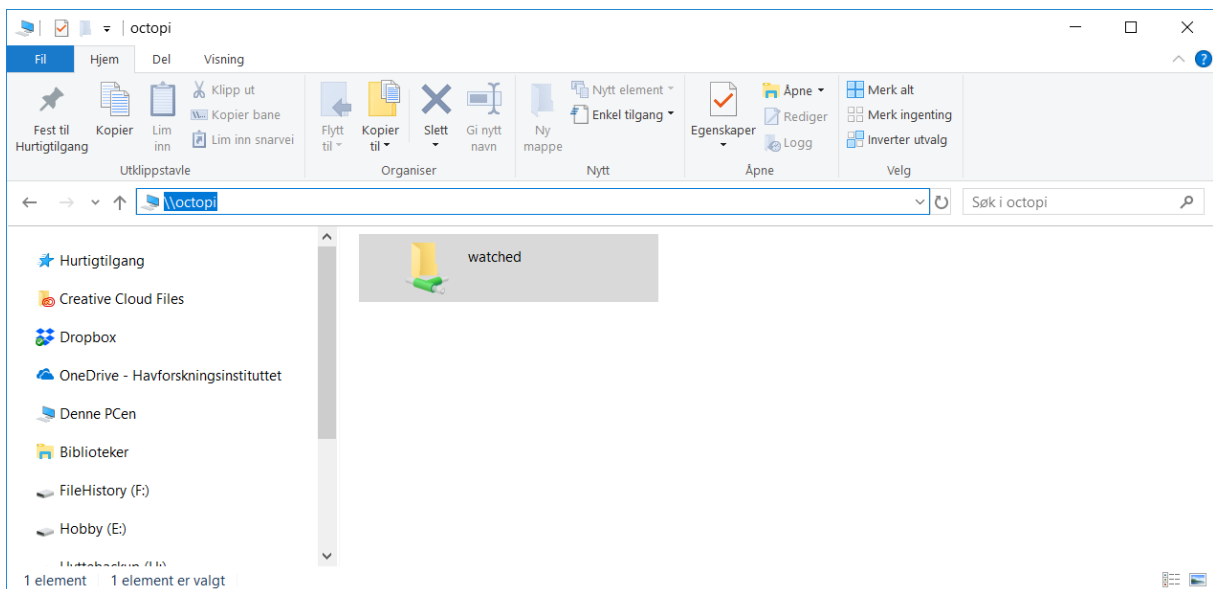 octopi
Fil Hjem Del Visning
Fest til Hurtigtilgang
Kopier
Lim inn
Klipp ut
Kopier bane
Lim inn snarvei
Utklippstavle
Flytt til
Kopier til
Slett
Gi nytt navn
Organiser
Ny mappe
Nytt element
Enkel tilgang
Nytt
Egenskaper
Åpne
Rediger
Logg
Åpne
Merk alt
Merk ingenting
Inverter utvalg
Velg
\\octopi
Søk i octopi
Hurtigtilgang
Creative Cloud Files
Dropbox
OneDrive - Havforskningsinstituttet
Denne PCen
Biblioteker
FileHistory (F:)
Hobby (E:)
watched
1 element 1 element er valgt